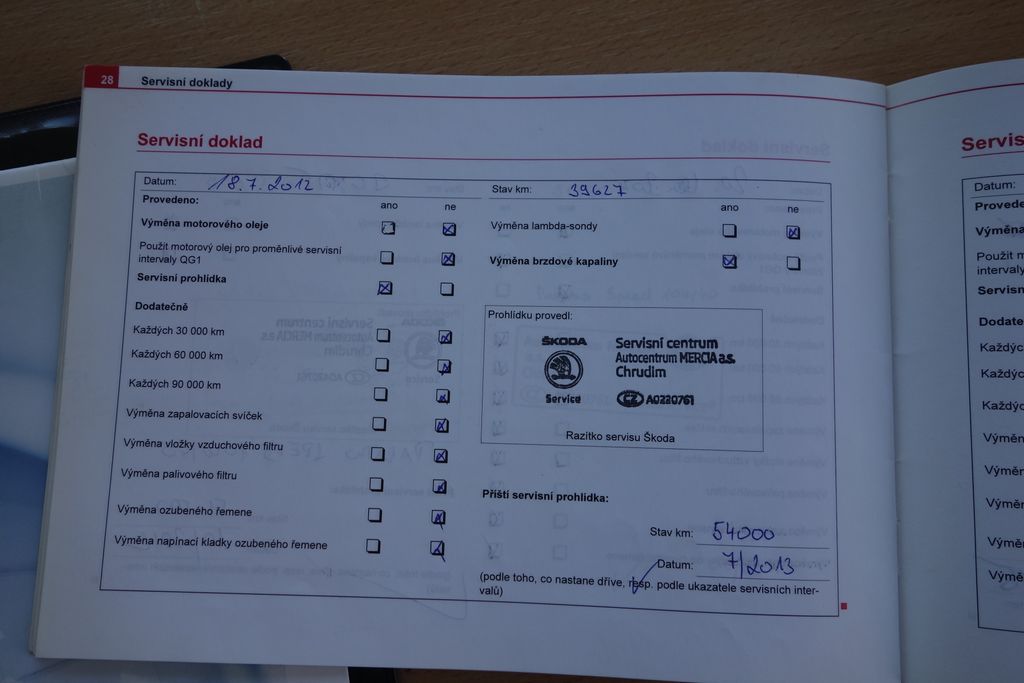 28 Servisní doklady
Servisní doklad
Datum: 18.7.2012
Provedeno:
ano ne
Výměna motorového oleje
Použit motorový olej pro proměnlivé servisní
intervaly QG1
Servisní prohlídka
Dodatečně
Každých 30 000 km
Každých 60 000 km
Každých 90 000 km
Výměna zapalovacích svíček
Výměna vložky vzduchového filtru
Výměna palivového filtru
Výměna ozubeného řemene
Výměna napínací kladky ozubeného řemene
Stav km: 39627
ano ne
Výměna lambda-sondy
Výměna brzdové kapaliny
Prohlídku provedl:
ŠKODA
Service
Servisní centrum
Autocentrum MERCIA a.s.
Chrudim
CZ A0220761
Razítko servisu Škoda
Příští servisní prohlídka:
Stav km: 54000
Datum: 7/2013
(podle toho, co nastane dříve, resp. podle ukazatele servisních inter-
valů)
Servis
Datum:
Provede
Výměna
Použit m
intervaly
Servisn
Dodate
Každýc
Každýc
Každýc
Výměn
Výměn
Výměn
Výmě
Výmě